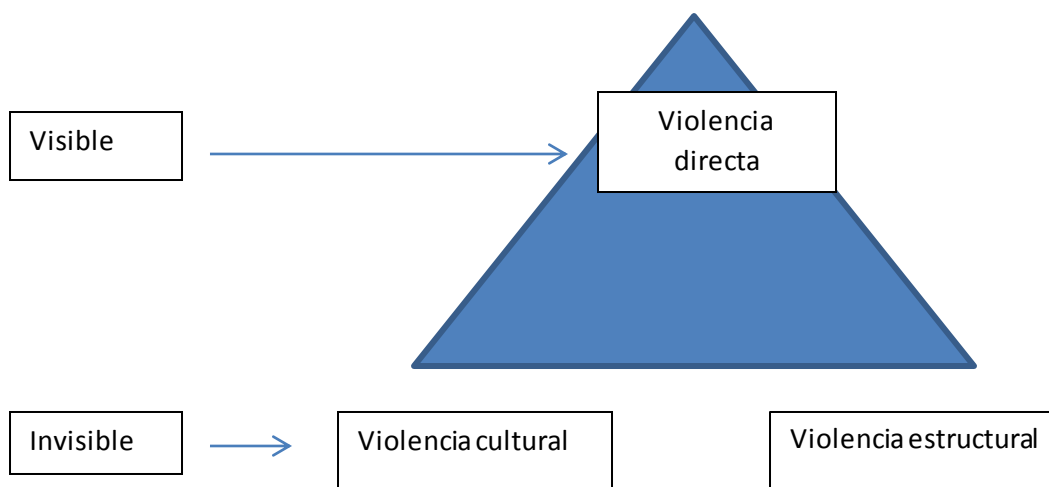 Visible
Violencia
directa
Invisible
Violencia cultural
Violencia estructural